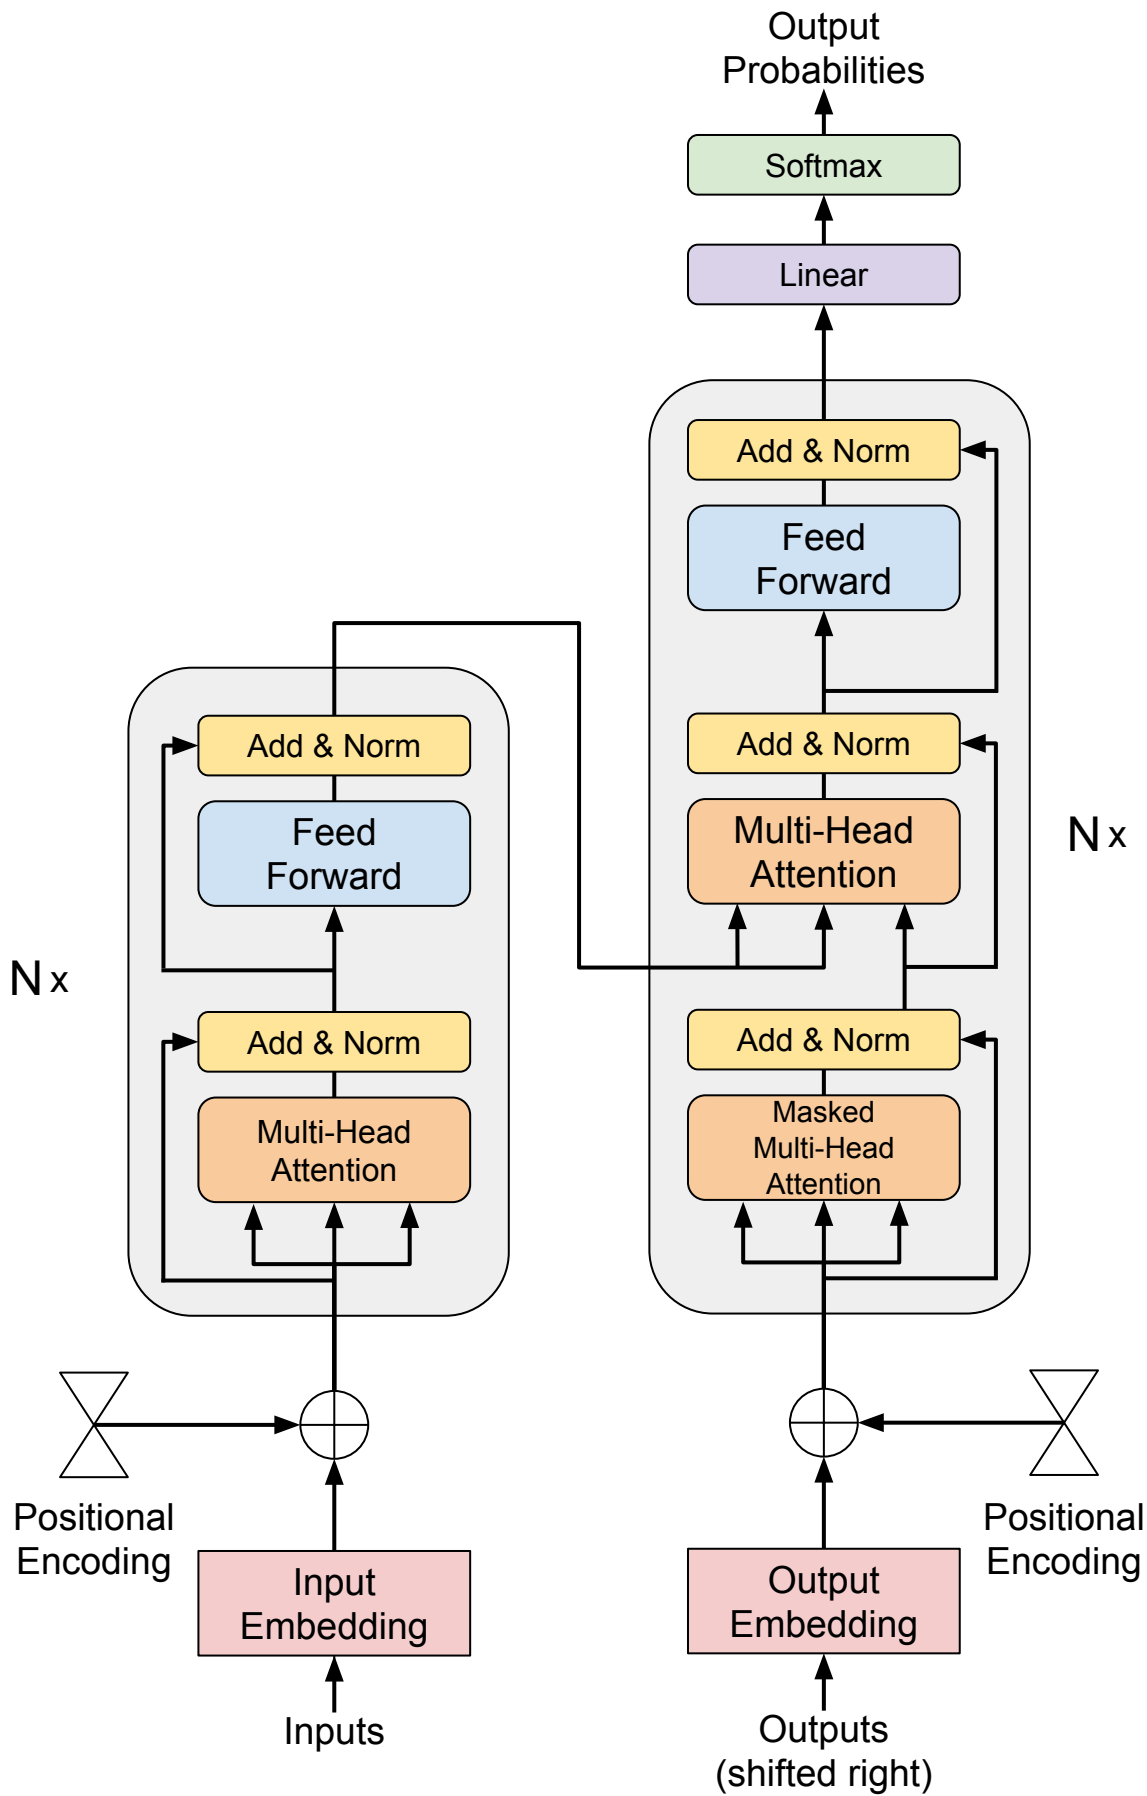 Output
Probabilities
Softmax
Linear
Add & Norm
Feed
Forward
Add & Norm
Multi-Head
Attention
Add & Norm
Masked
Multi-Head
Attention
N x
Add & Norm
Feed
Forward
Add & Norm
Multi-Head
Attention
N x
Positional
Encoding
Positional
Encoding
Input
Embedding
Output
Embedding
Inputs
Outputs
(shifted right)